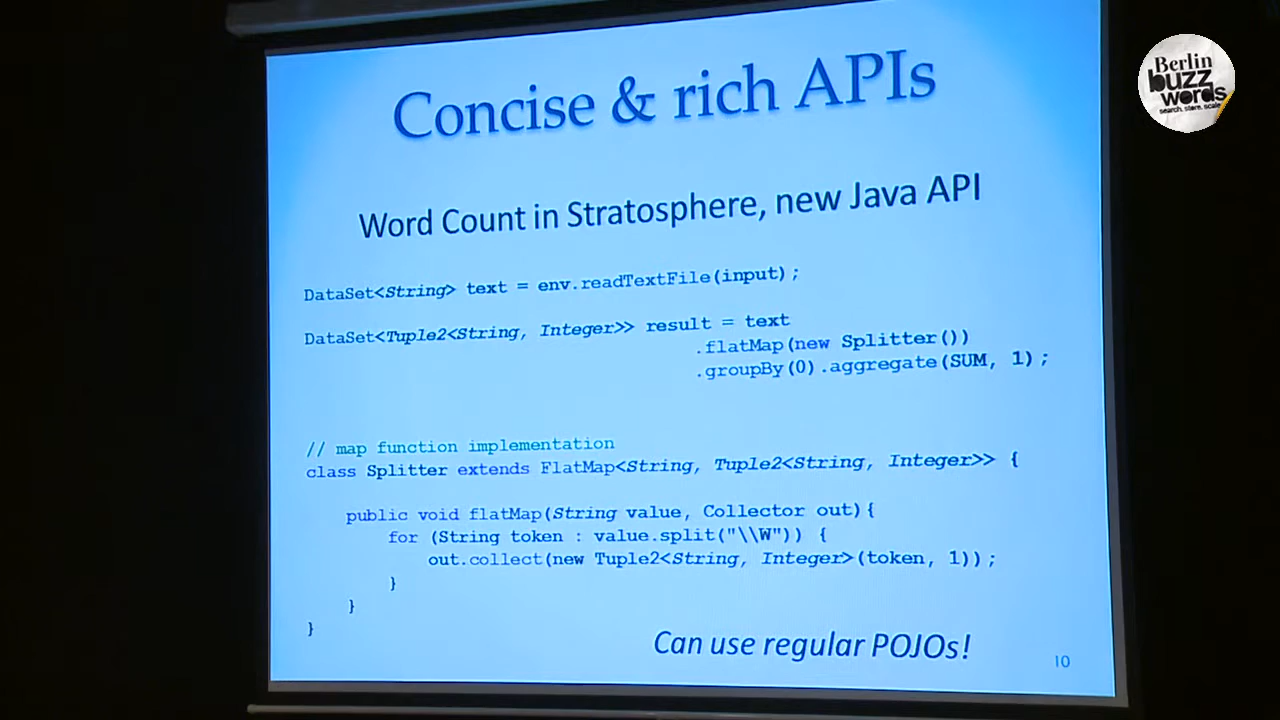 Concise & rich APIs
Berlin
buzz
words
search. store. scale.
Word Count in Stratosphere, new Java API
DataSet<String> text = env.readTextFile(input);
DataSet<Tuple2<String, Integer>> result = text
.flatMap(new Splitter())
.groupBy(0).aggregate(SUM, 1);
// map function implementation
class Splitter extends FlatMap<String, Tuple2<String, Integer>> {
public void flatMap(String value, Collector out){
for (String token : value.split("\\W")) {
out.collect(new Tuple2<String, Integer>(token, 1));
}
}
}
Can use regular POJOs!
10